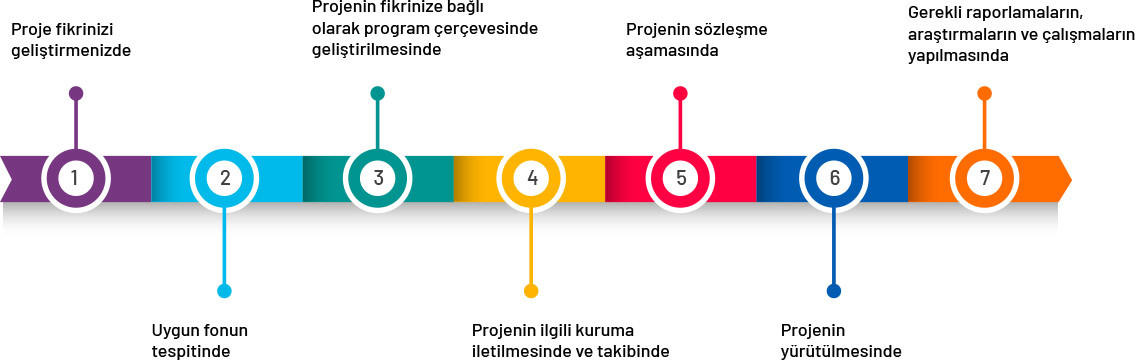 Proje fikrinizi
geliştirmenizde
1
Uygun fonun
tespitinde
2
Projenin fikrinize bağlı
olarak program çerçevesinde
geliştirilmesinde
3
Projenin ilgili kuruma
iletilmesinde ve takibinde
4
Projenin sözleşme
aşamasında
5
Projenin
yürütülmesinde
6
Gerekli raporlamaların,
araştırmaların ve çalışmaların
yapılmasında
7